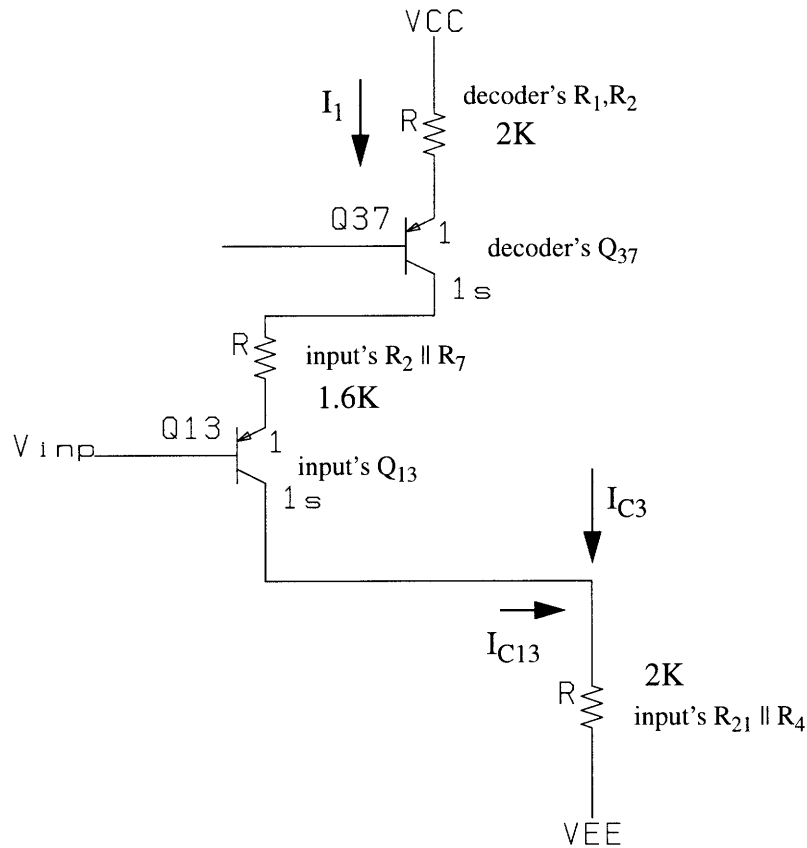 VCC
I1
R
decoder's R1,R2
2K
Q37
1
decoder's Q37
1s
R
input's R2 || R7
1.6K
Q13
1
Vinp
input's Q13
1s
IC3
IC13
R
2K
input's R21 || R4
VEE